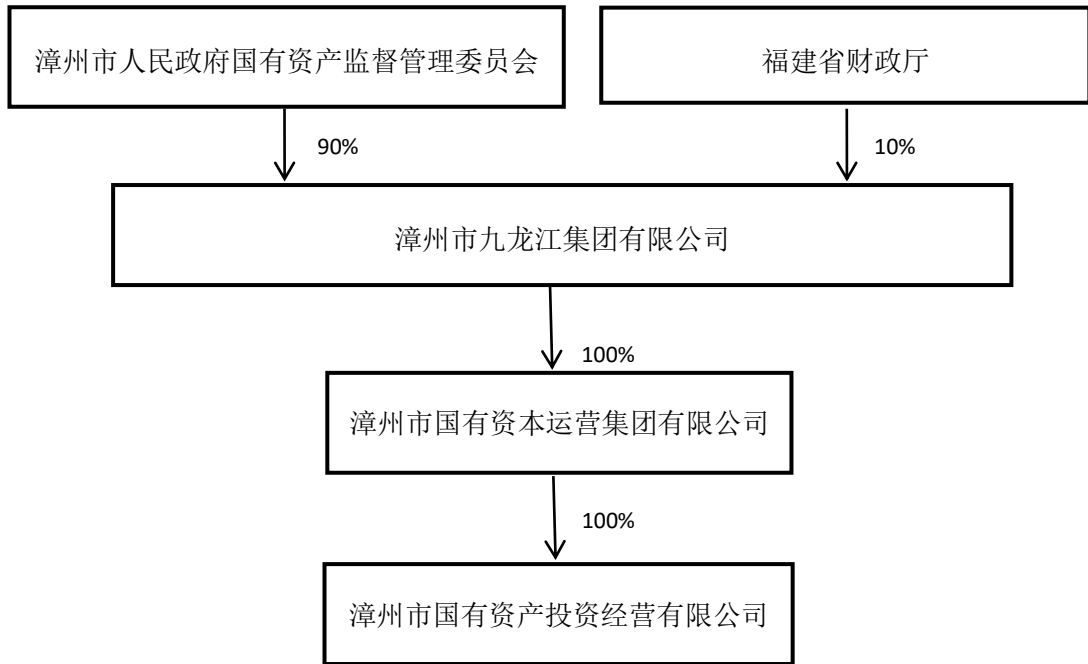 漳州市人民政府国有资产监督管理委员会
福建省财政厅
90%
10%
漳州市九龙江集团有限公司
100%
漳州市国有资本运营集团有限公司
100%
漳州市国有资产投资经营有限公司